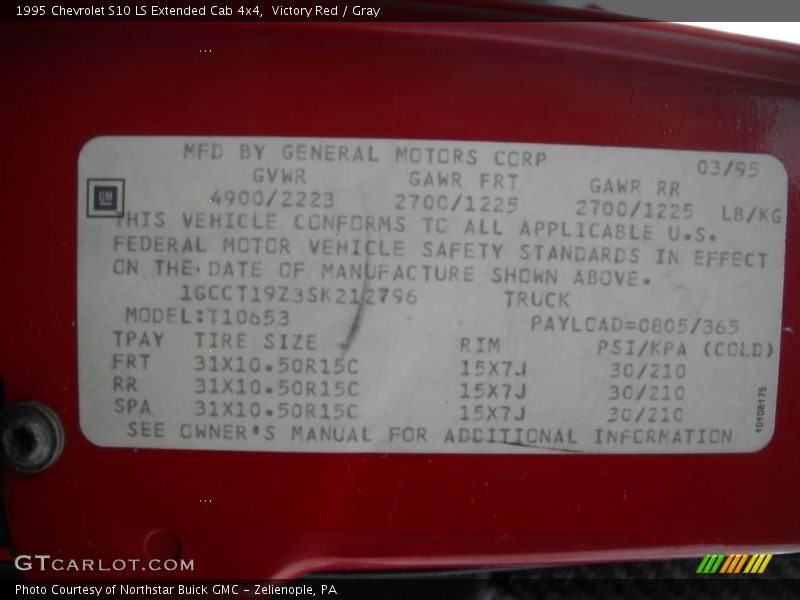 1995 Chevrolet S10 LS Extended Cab 4x4, Victory Red / Gray
MFD BY GENERAL MOTORS CORP 03/95
GVWR GAWR FRT GAWR RR
4900/2223 2700/1225 2700/1225 LB/KG
GM
THIS VEHICLE CONFORMS TO ALL APPLICABLE U.S.
FEDERAL MOTOR VEHICLE SAFETY STANDARDS IN EFFECT
ON THE DATE OF MANUFACTURE SHOWN ABOVE.
1GCCT19Z3SK212796 TRUCK
MODEL:T10653 PAYLOAD=0805/365
TPAY TIRE SIZE RIM PSI/KPA (COLD)
FRT 31X10.50R15C 15X7J 30/210
RR 31X10.50R15C 15X7J 30/210
SPA 31X10.50R15C 15X7J 30/210
SEE OWNER'S MANUAL FOR ADDITIONAL INFORMATION
10108175
GTCARLOT.COM
Photo Courtesy of Northstar Buick GMC - Zelienople, PA